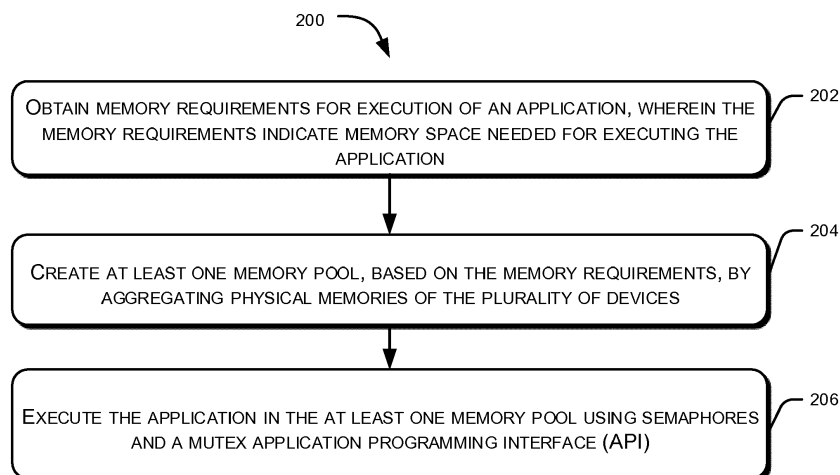 200
OBTAIN MEMORY REQUIREMENTS FOR EXECUTION OF AN APPLICATION, WHEREIN THE
MEMORY REQUIREMENTS INDICATE MEMORY SPACE NEEDED FOR EXECUTING THE
APPLICATION
202
CREATE AT LEAST ONE MEMORY POOL, BASED ON THE MEMORY REQUIREMENTS, BY
AGGREGATING PHYSICAL MEMORIES OF THE PLURALITY OF DEVICES
204
EXECUTE THE APPLICATION IN THE AT LEAST ONE MEMORY POOL USING SEMAPHORES
AND A MUTEX APPLICATION PROGRAMMING INTERFACE (API)
206